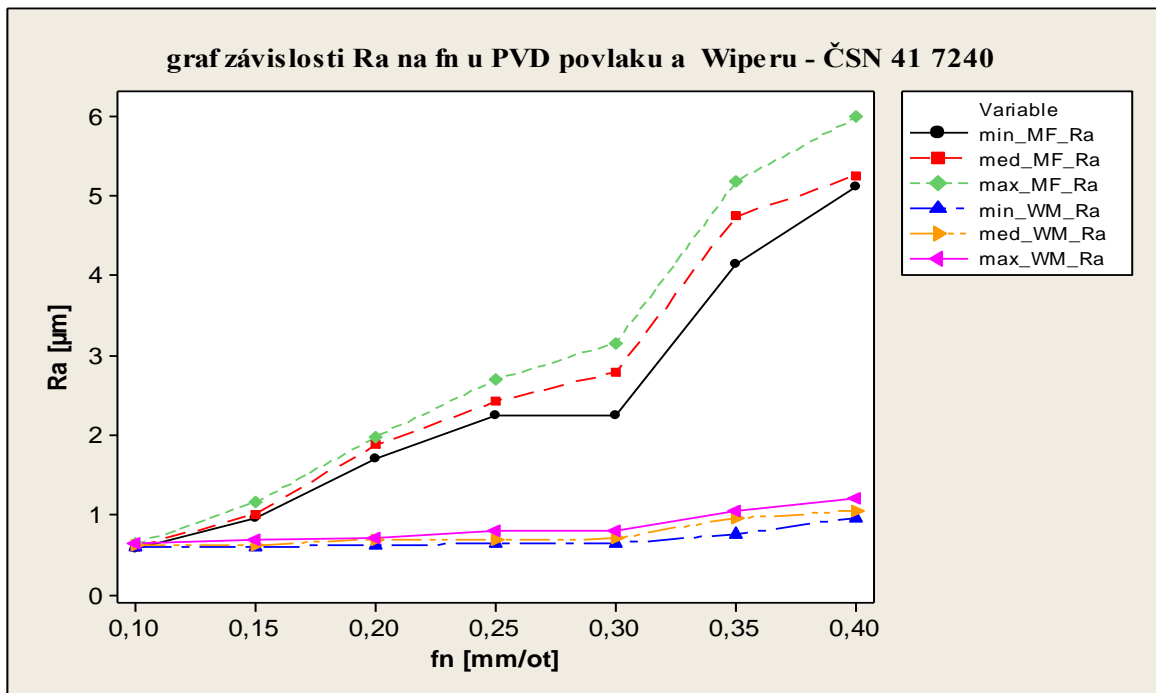 graf závislosti Ra na fn u PVD povlaku a Wiperu - ČSN 41 7240
Variable
min_MF_Ra
med_MF_Ra
max_MF_Ra
min_WM_Ra
med_WM_Ra
max_WM_Ra
Ra [µm]
6
5
4
3
2
1
0
0,10 0,15 0,20 0,25 0,30 0,35 0,40
fn [mm/ot]